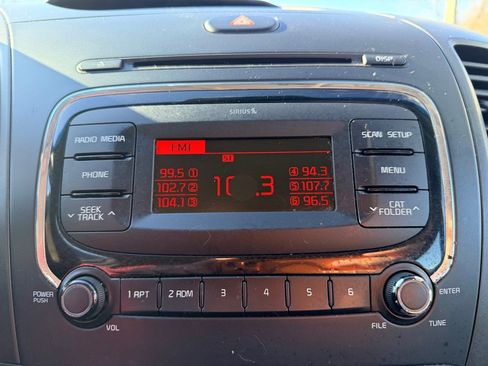 DISP
SIRIUS
RADIO MEDIA
SCAN SETUP
FM1
ST
99.5 1
102.7 2
104.1 3
4 94.3
5 107.7
6 96.5
PHONE
MENU
SEEK
TRACK
CAT
FOLDER
POWER
PUSH
VOL
1 RPT
2 RDM
3
4
5
6
ENTER
FILE
TUNE